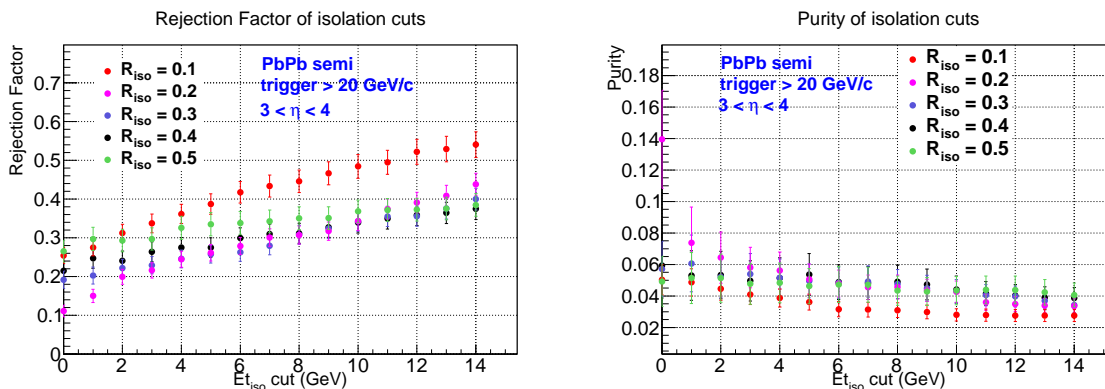 Rejection Factor of isolation cuts
Rejection Factor
0.7
0.6
0.5
0.4
0.3
0.2
0.1
0
PbPb semi
trigger > 20 GeV/c
3 < η < 4
R_iso = 0.1
R_iso = 0.2
R_iso = 0.3
R_iso = 0.4
R_iso = 0.5
0 2 4 6 8 10 12 14
Et_iso cut (GeV)
Purity of isolation cuts
Purity
0.18
0.16
0.14
0.12
0.1
0.08
0.06
0.04
0.02
PbPb semi
trigger > 20 GeV/c
3 < η < 4
R_iso = 0.1
R_iso = 0.2
R_iso = 0.3
R_iso = 0.4
R_iso = 0.5
0 2 4 6 8 10 12 14
Et_iso cut (GeV)